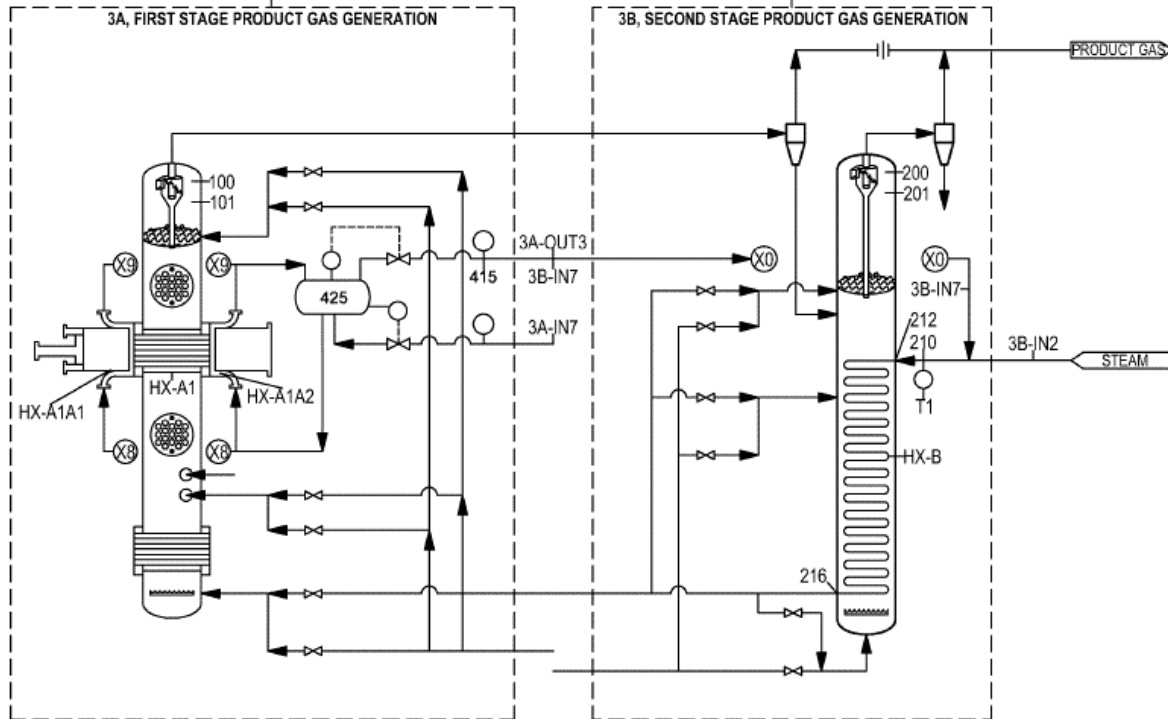 3A, FIRST STAGE PRODUCT GAS GENERATION
3B, SECOND STAGE PRODUCT GAS GENERATION
PRODUCT GAS
100
101
200
201
X9
X9
3A-OUT3
X0
X0
415
3B-IN7
3B-IN7
425
3A-IN7
212
210
3B-IN2
STEAM
HX-A1
HX-A1A1
HX-A1A2
T1
X8
X8
HX-B
216